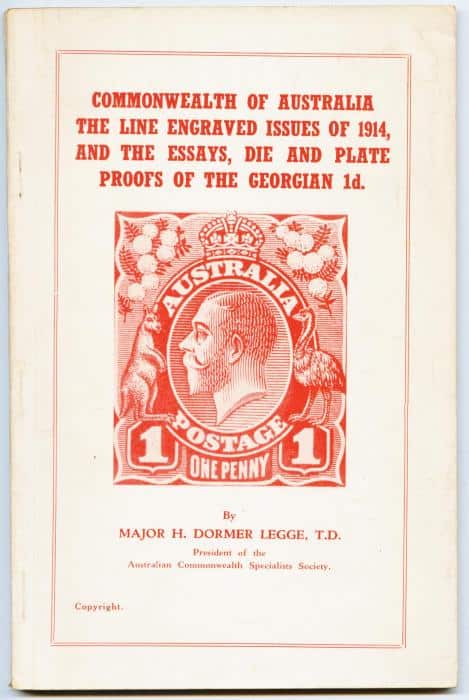 COMMONWEALTH OF AUSTRALIA
THE LINE ENGRAVED ISSUES OF 1914,
AND THE ESSAYS, DIE AND PLATE
PROOFS OF THE GEORGIAN 1d.
AUSTRALIA
POSTAGE
1 1
ONE PENNY
By
MAJOR H. DORMER LEGGE, T.D.
President of the
Australian Commonwealth Specialists Society.
Copyright.